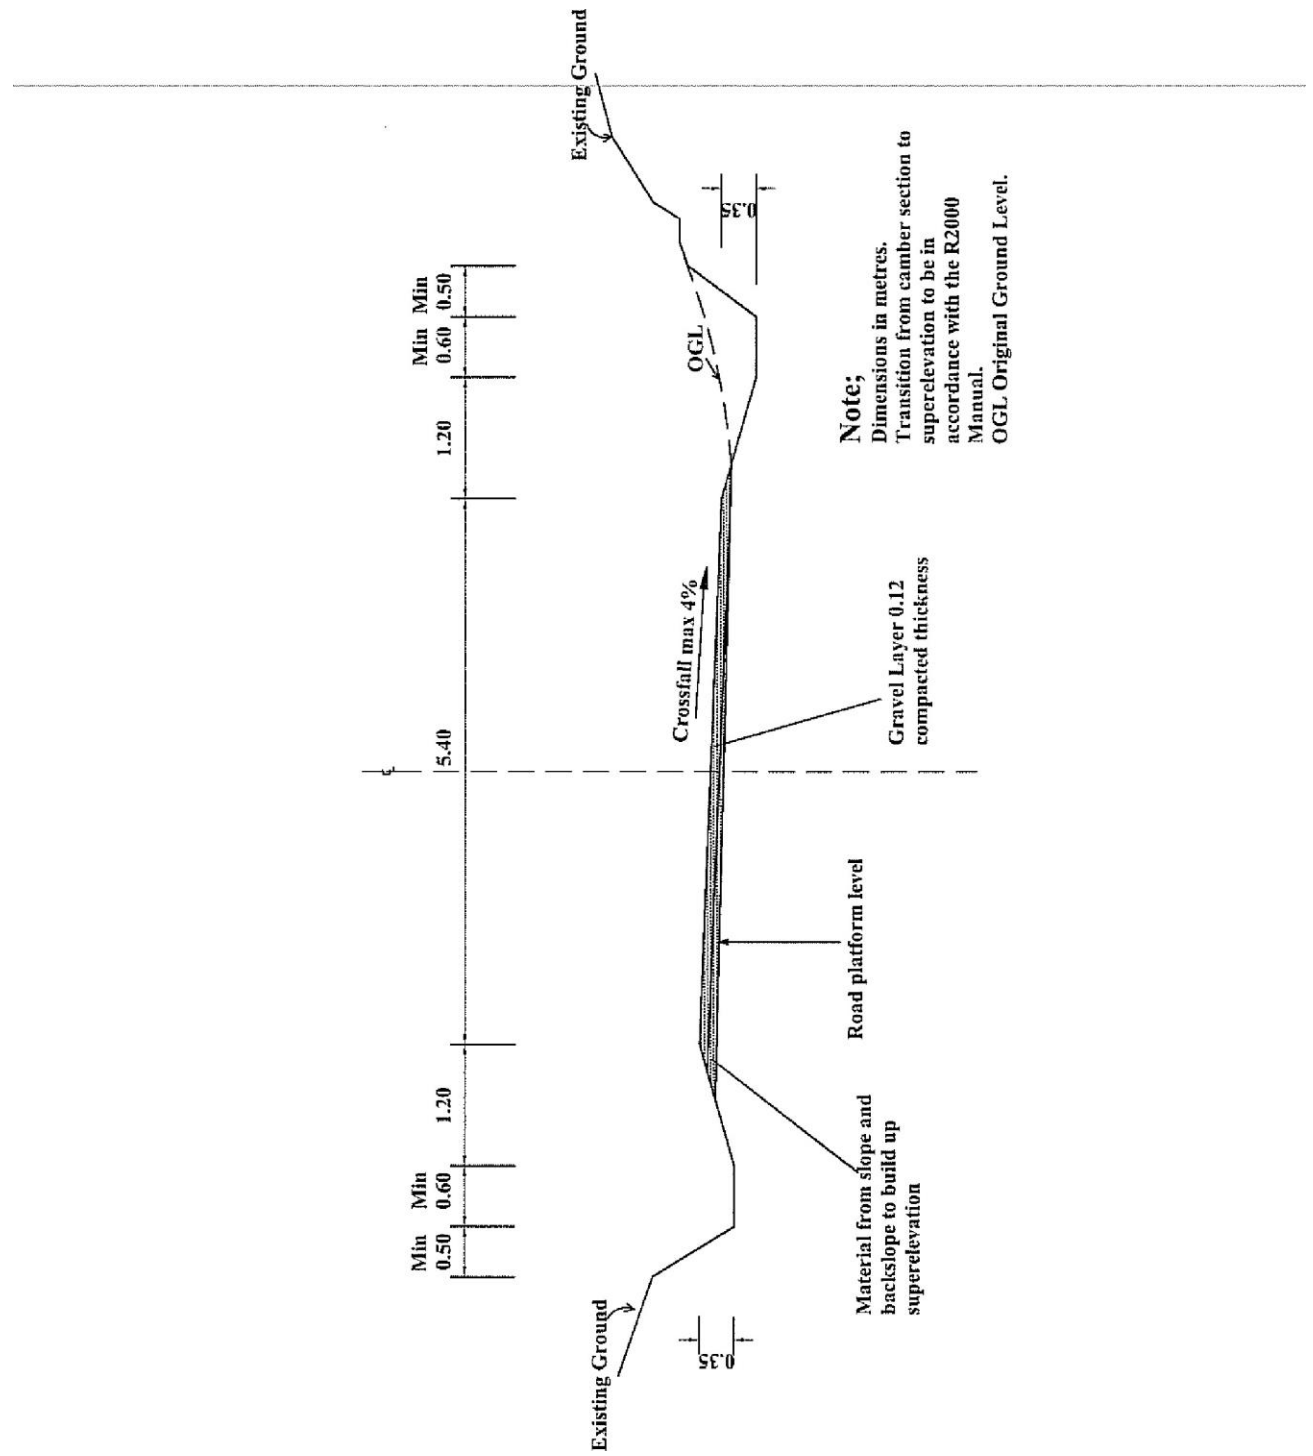 Existing Ground
Min
0.50
Min
0.60
1.20
5.40
1.20
Min
0.60
Min
0.50
Existing Ground
OGL
Crossfall max 4%
0.35
0.35
Road platform level
Gravel Layer 0.12
compacted thickness
Material from slope and
backslope to build up
superelevation
Note;
Dimensions in metres.
Transition from camber section to
superelevation to be in
accordance with the R2000
Manual.
OGL Original Ground Level.